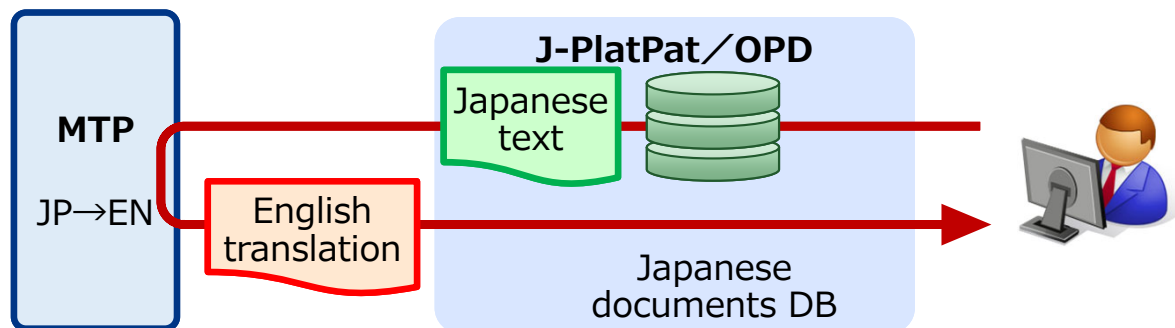 J-PlatPat／OPD
Japanese
text
MTP
JP→EN
English
translation
Japanese
documents DB